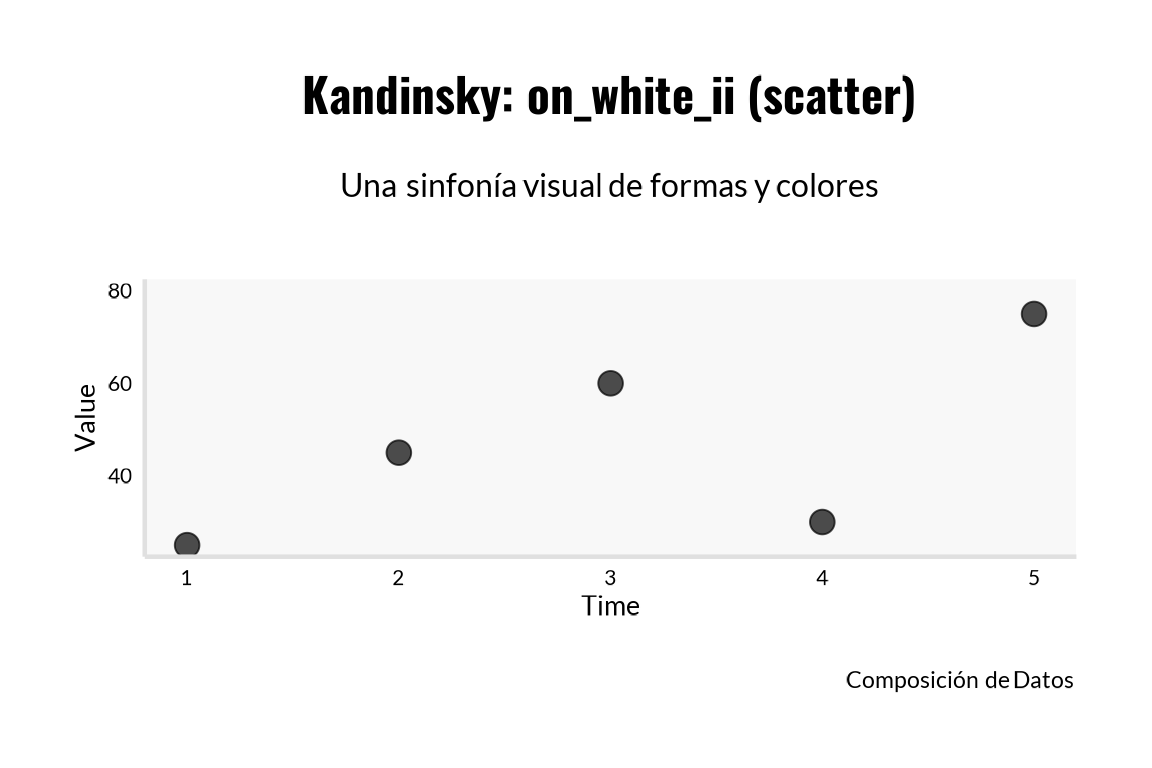 Kandinsky: on_white_ii (scatter)
Una sinfonía visual de formas y colores
80
60
40
Value
1 2 3 4 5
Time
Composición de Datos